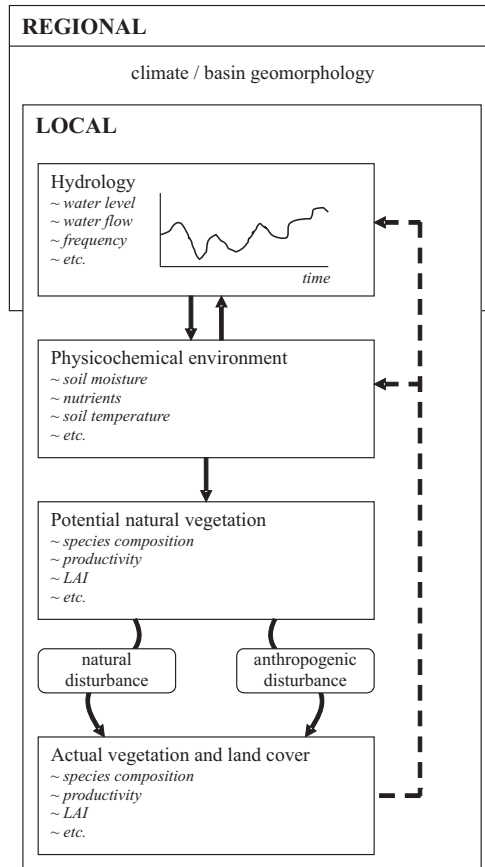 REGIONAL
climate / basin geomorphology
LOCAL
Hydrology
~ water level
~ water flow
~ frequency
~ etc.
time
Physicochemical environment
~ soil moisture
~ nutrients
~ soil temperature
~ etc.
Potential natural vegetation
~ species composition
~ productivity
~ LAI
~ etc.
natural
disturbance
anthropogenic
disturbance
Actual vegetation and land cover
~ species composition
~ productivity
~ LAI
~ etc.